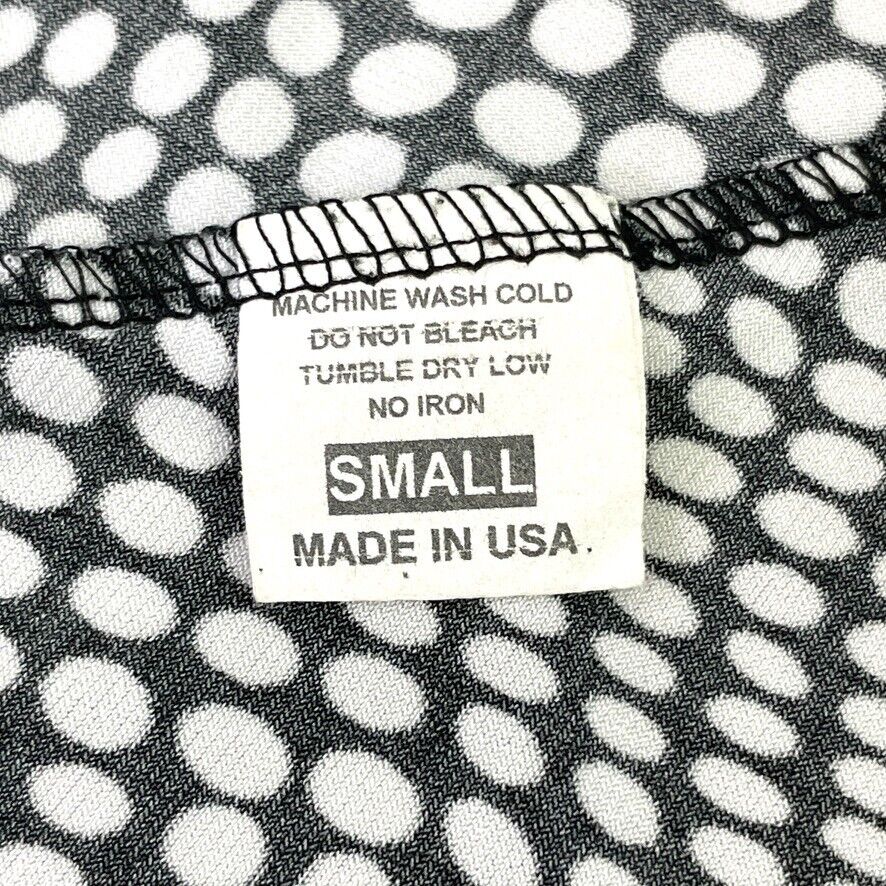 MACHINE WASH COLD
DO NOT BLEACH
TUMBLE DRY LOW
NO IRON
SMALL
MADE IN USA.